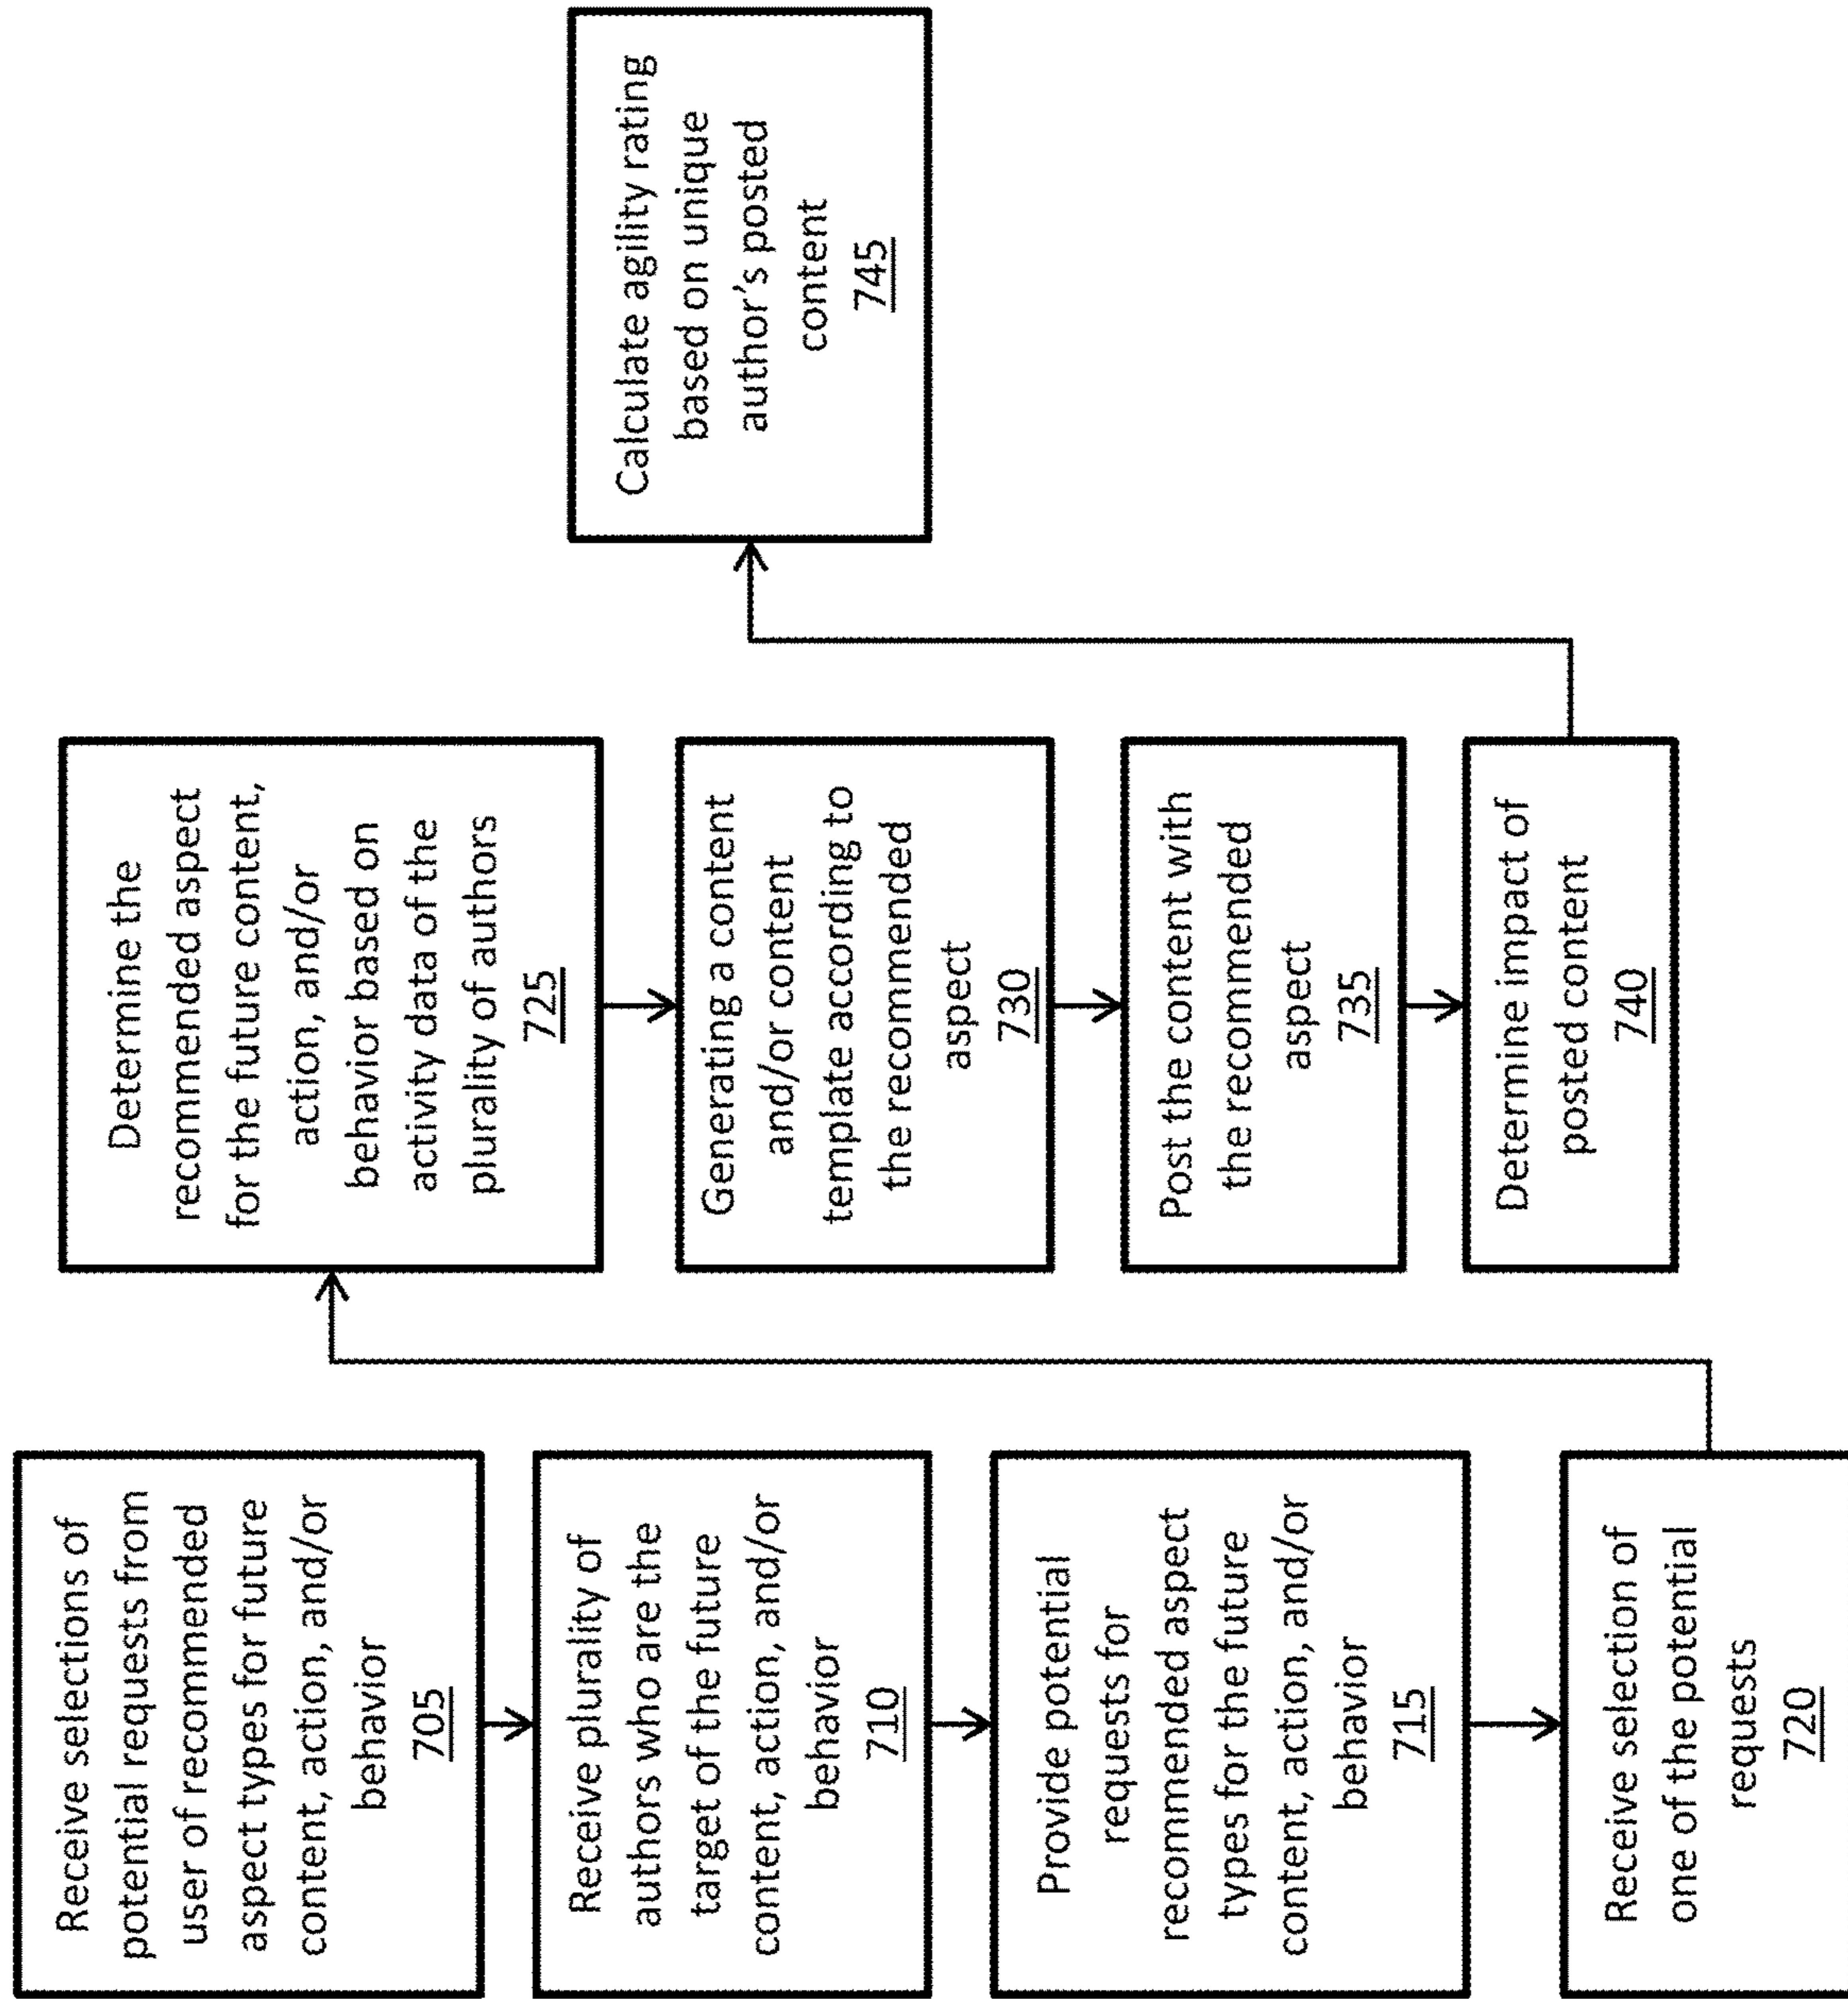 Receive selections of
potential requests from
user of recommended
aspect types for future
content, action, and/or
behavior
705
Receive plurality of
authors who are the
target of the future
content, action, and/or
behavior
710
Provide potential
requests for
recommended aspect
types for the future
content, action, and/or
behavior
715
Receive selection of
one of the potential
requests
720
Determine the
recommended aspect
for the future content,
action, and/or
behavior based on
activity data of the
plurality of authors
725
Generating a content
and/or content
template according to
the recommended
aspect
730
Post the content with
the recommended
aspect
735
Determine impact of
posted content
740
Calculate agility rating
based on unique
author's posted
content
745